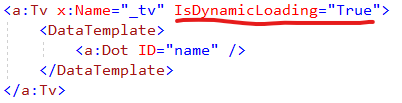 <a:Tv x:Name="_tv" IsDynamicLoading="True">
    <DataTemplate>
        <a:Dot ID="name" />
    </DataTemplate>
</a:Tv>